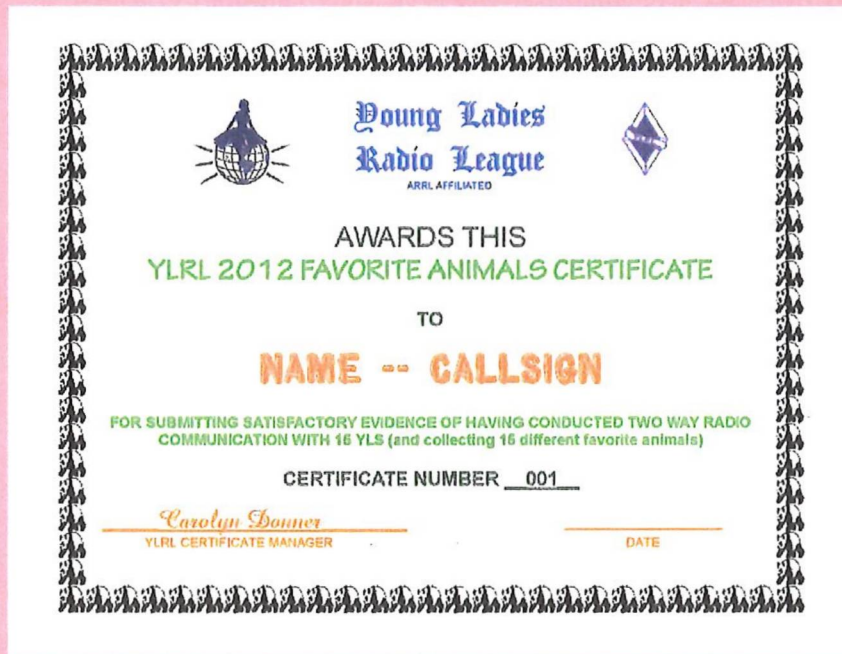 Young Ladies
Radio League
ARRL AFFILIATED
AWARDS THIS
YLRL 2012 FAVORITE ANIMALS CERTIFICATE
TO
NAME -- CALLSIGN
FOR SUBMITTING SATISFACTORY EVIDENCE OF HAVING CONDUCTED TWO WAY RADIO
COMMUNICATION WITH 15 YLS (and collecting 15 different favorite animals)
CERTIFICATE NUMBER __001__
Carolyn Donner
YLRL CERTIFICATE MANAGER
DATE